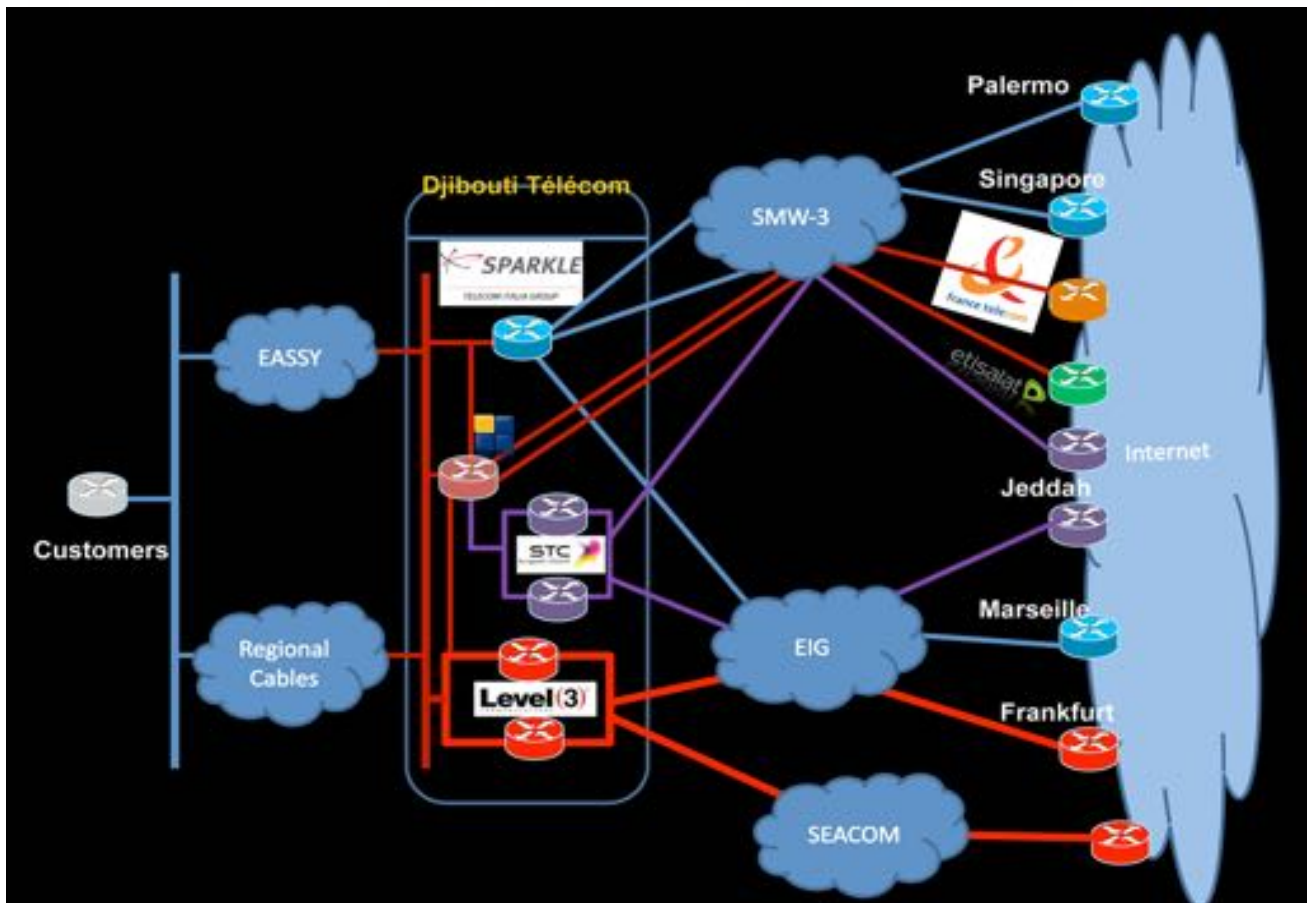 Palermo
Djibouti Télécom
Singapore
SMW-3
SPARKLE
TELECOM ITALIA GROUP
france telecom
EASSY
etisalat
Internet
Jeddah
Customers
STC
Marseille
Regional
Cables
EIG
Level(3)
Frankfurt
SEACOM